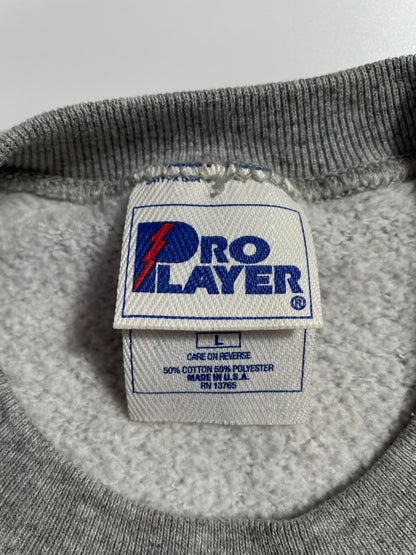 PRO
PLAYER
®
L
CARE ON REVERSE
50% COTTON 50% POLYESTER
MADE IN U.S.A.
RN 13765